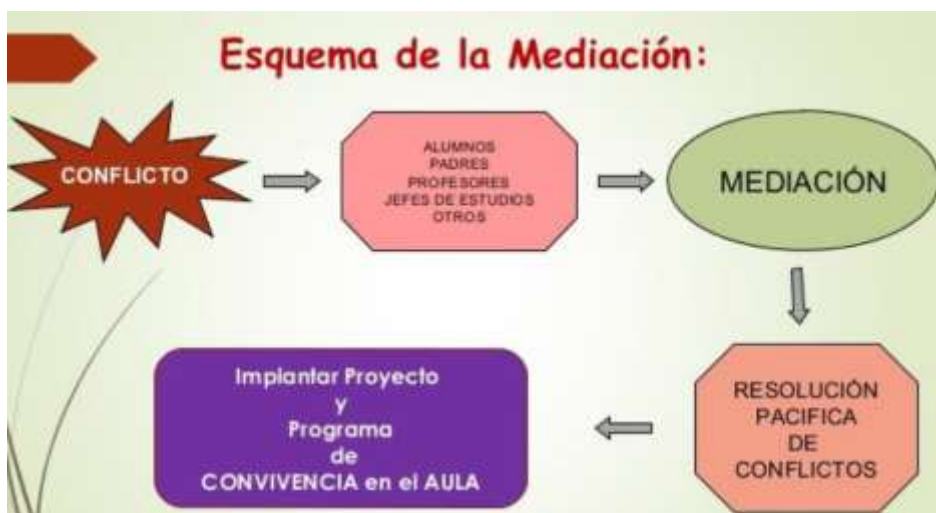 Esquema de la Mediación:
CONFLICTO
ALUMNOS
PADRES
PROFESORES
JEFES DE ESTUDIOS
OTROS
MEDIACIÓN
RESOLUCIÓN
PACIFICA
DE
CONFLICTOS
Implantar Proyecto
y
Programa
de
CONVIVENCIA en el AULA